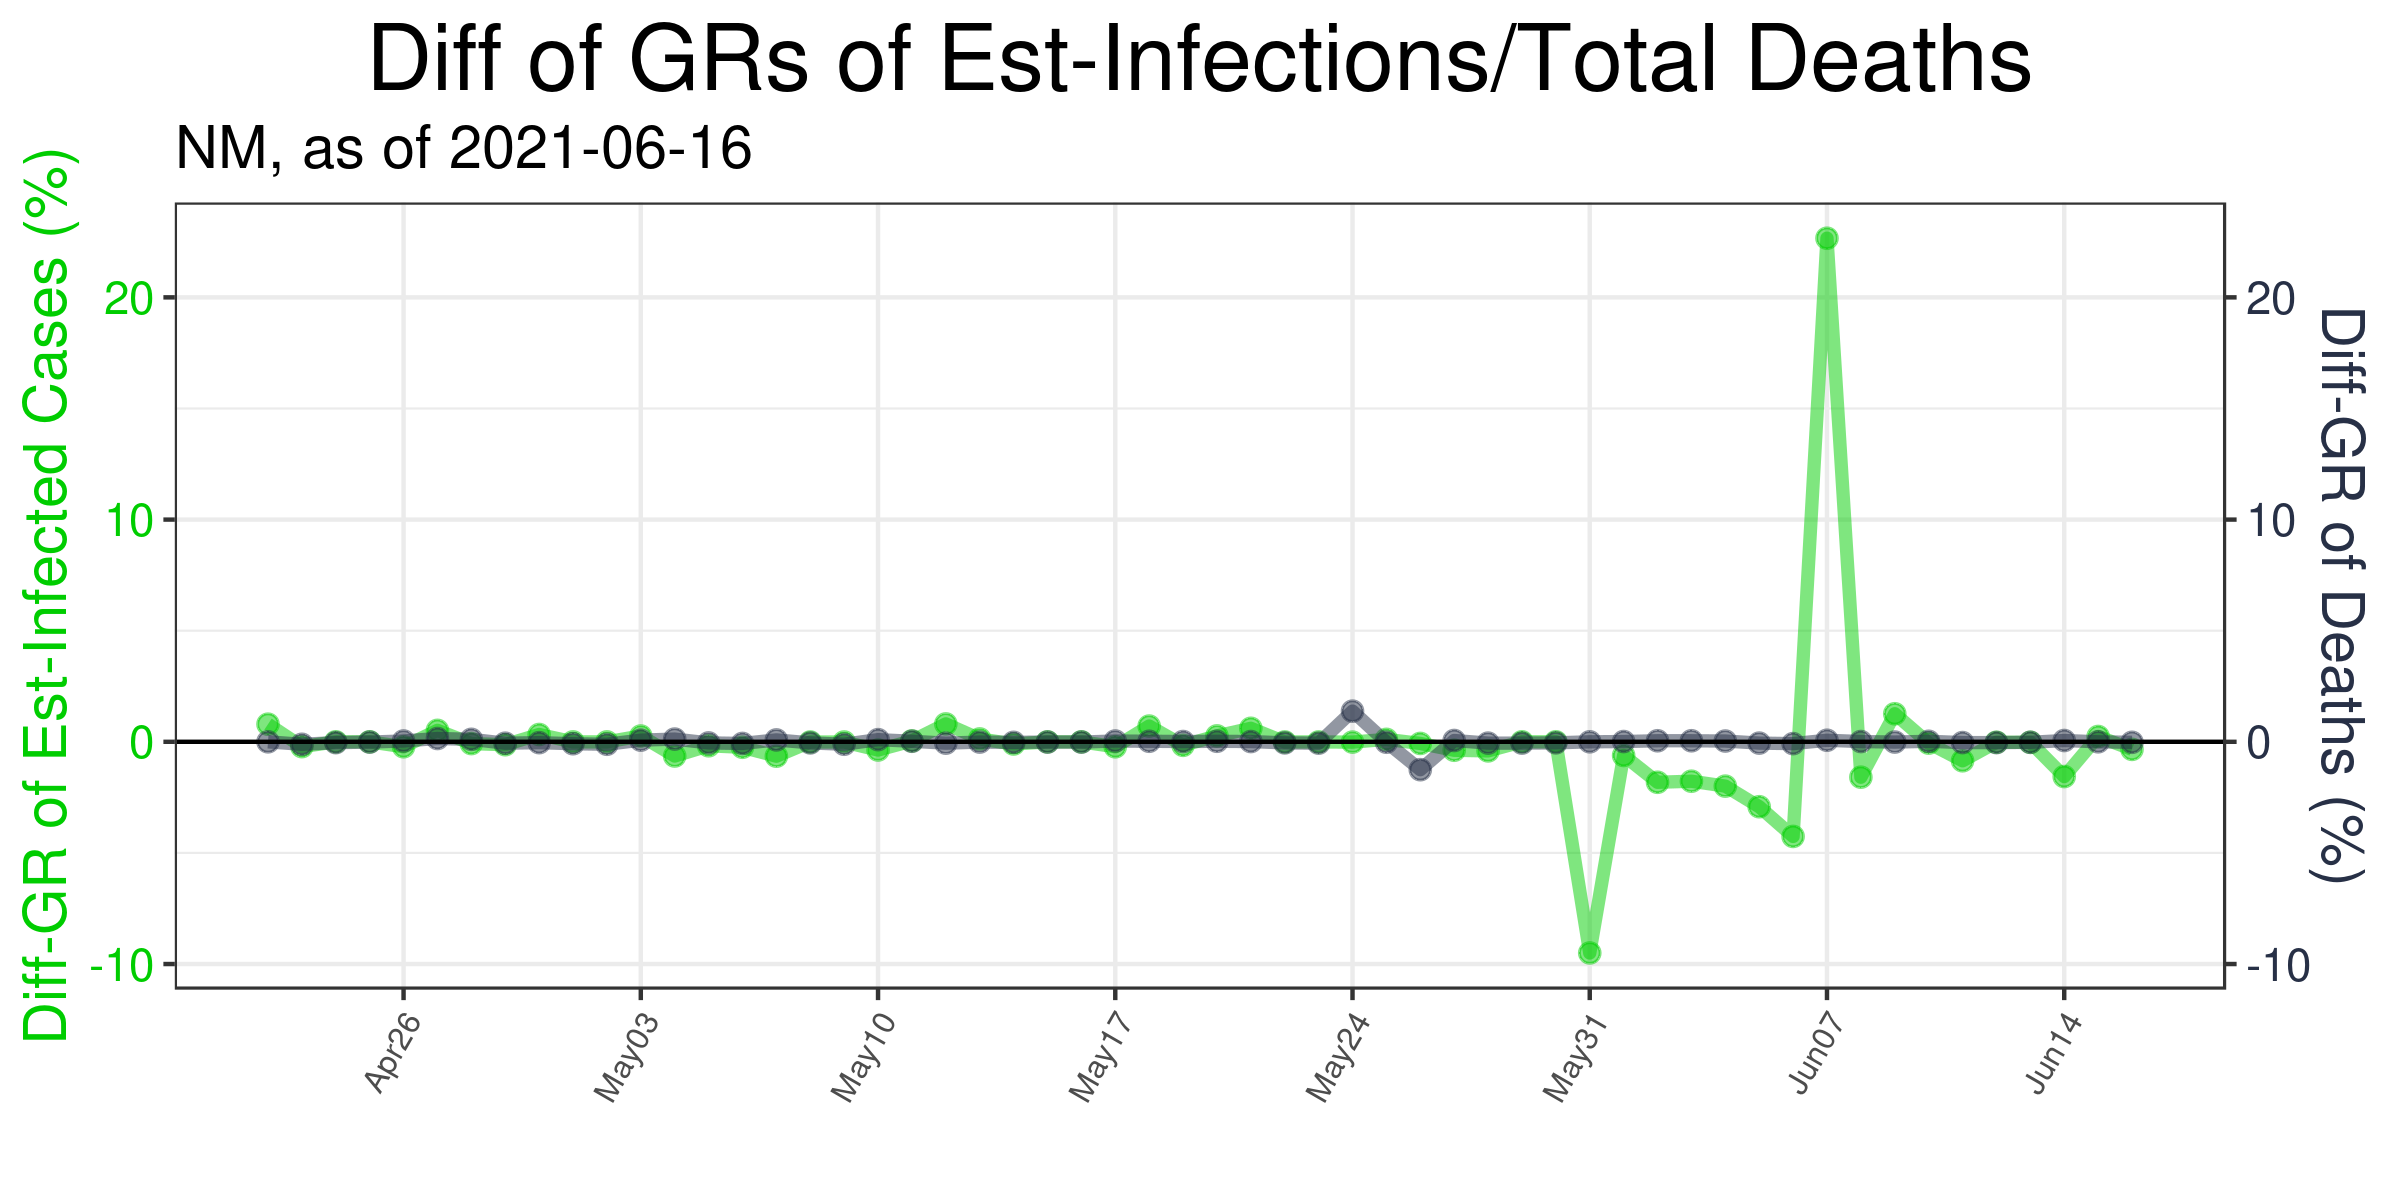 Diff of GRs of Est-Infections/Total Deaths
NM, as of 2021-06-16
Diff-GR of Est-Infected Cases (%)
20
10
0
-10
20
10
0
-10
Diff-GR of Deaths (%)
Apr26
May03
May10
May17
May24
May31
Jun07
Jun14